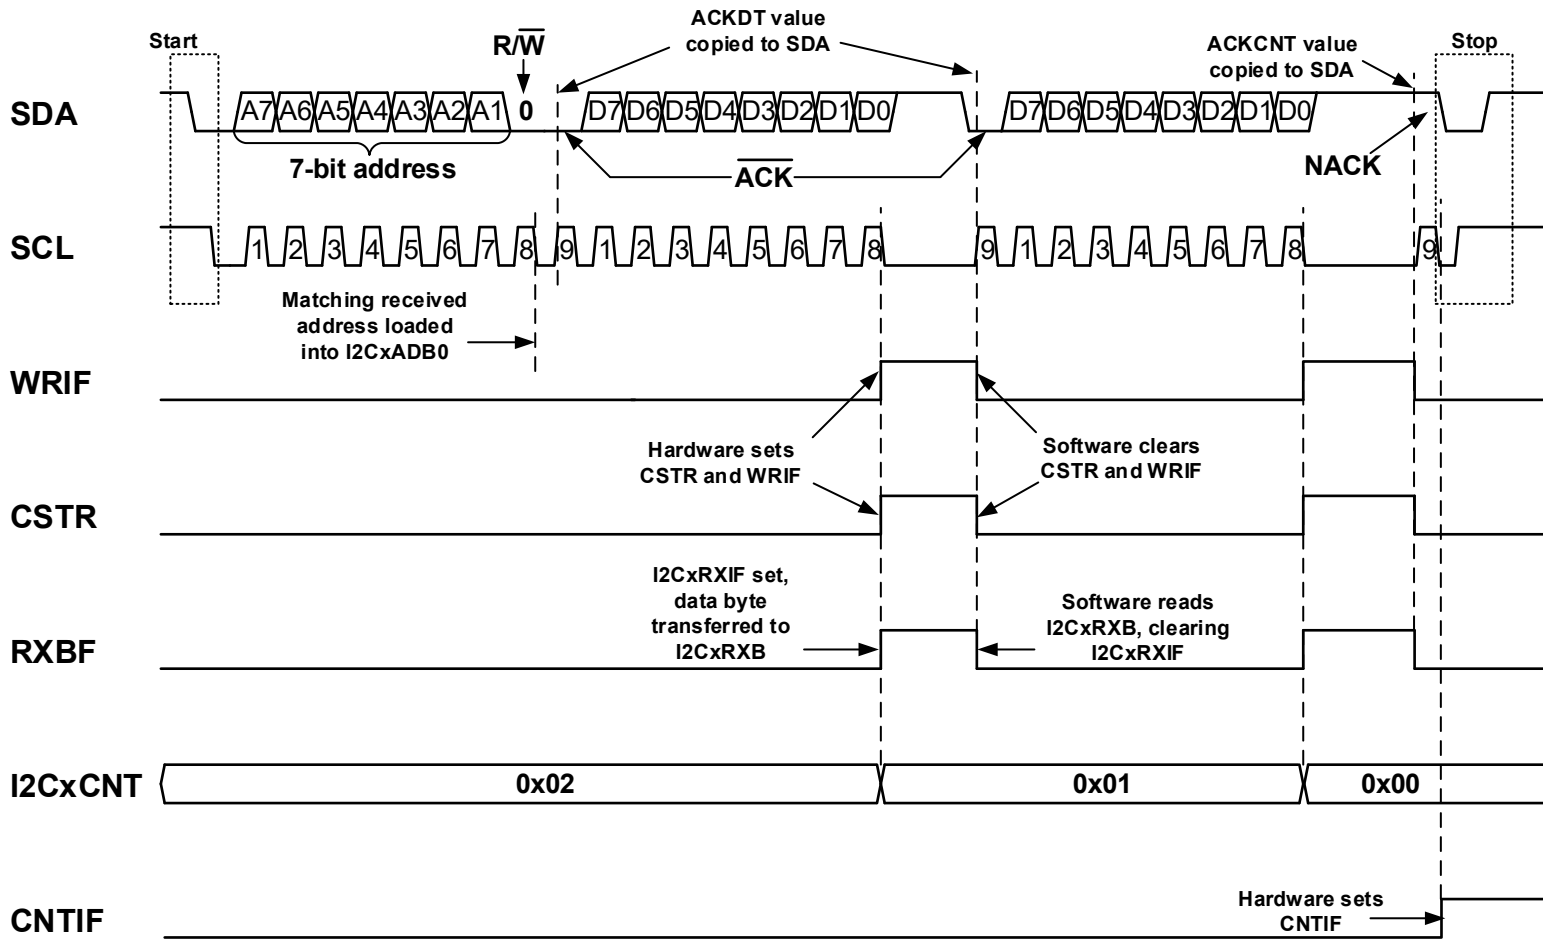 ACKDT value
copied to SDA
Start
R/W
ACKCNT value
copied to SDA
Stop
SDA
A7 A6 A5 A4 A3 A2 A1 0 D7 D6 D5 D4 D3 D2 D1 D0 D7 D6 D5 D4 D3 D2 D1 D0
7-bit address
ACK
NACK
SCL
1 2 3 4 5 6 7 8 9 1 2 3 4 5 6 7 8 9 1 2 3 4 5 6 7 8 9
Matching received
address loaded
into I2CxADB0
WRIF
Hardware sets
CSTR and WRIF
Software clears
CSTR and WRIF
CSTR
I2CxRXIF set,
data byte
transferred to
I2CxRXB
Software reads
I2CxRXB, clearing
I2CxRXIF
RXBF
I2CxCNT
0x02 0x01 0x00
Hardware sets
CNTIF
CNTIF